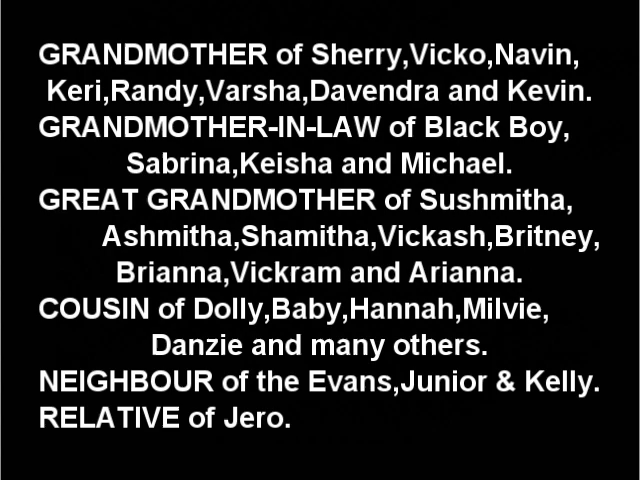 GRANDMOTHER of Sherry,Vicko,Navin,
Keri,Randy,Varsha,Davendra and Kevin.
GRANDMOTHER-IN-LAW of Black Boy,
Sabrina,Keisha and Michael.
GREAT GRANDMOTHER of Sushmitha,
Ashmitha,Shamitha,Vickash,Britney,
Brianna,Vickram and Arianna.
COUSIN of Dolly,Baby,Hannah,Milvie,
Danzie and many others.
NEIGHBOUR of the Evans,Junior & Kelly.
RELATIVE of Jero.